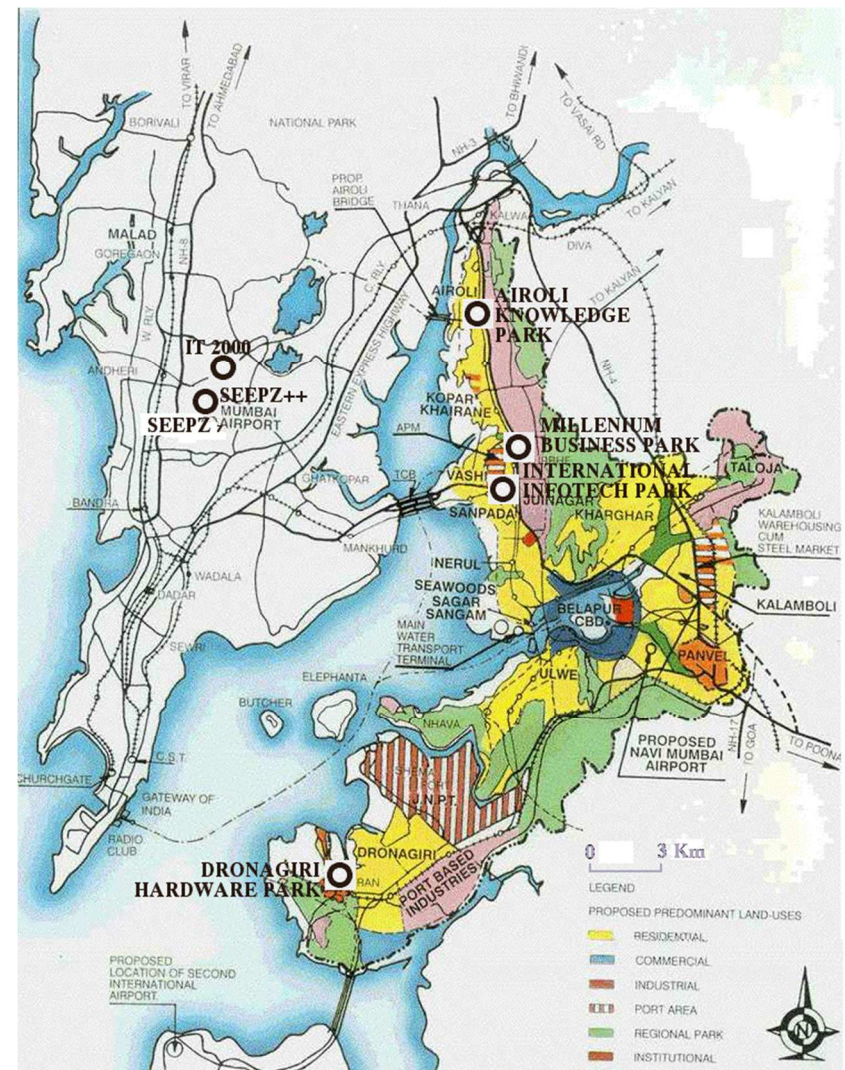 TO VIRAR
TO AHMEDABAD
BORIVALI
NATIONAL PARK
NH-3
TO BHIWANDI
TO VASAI RD
PROP.
AIROLI
BRIDGE
THANA
KALWA
TO KALYAN
DIVA
MALAD
GOREGAON
NH-8
W. RLY
C. RLY.
EASTERN EXPRESS HIGHWAY
AIROLI
AIROLI
KNOWLEDGE
PARK
TO KALYAN
NH-4
IT 2000
ANDHERI
SEEPZ++
MUMBAI
AIRPORT
SEEPZ+
KOPAR
KHAIRANE
APM
MILLENIUM
BUSINESS PARK
INTERNATIONAL
INFOTECH PARK
GHATKOPAR
TCB
VASHI
JUINAGAR
SANPADA
KHARGHAR
TALOJA
BANDRA
MANKHURD
KALAMBOLI
WAREHOUSING
CUM
STEEL MARKET
WADALA
DADAR
NERUL
SEAWOODS
SAGAR
SANGAM
BELAPUR
CBD
KALAMBOLI
SEWRI
MAIN
WATER
TRANSPORT
TERMINAL
PANVEL
ELEPHANTA
ULWE
BUTCHER
NHAVA
PROPOSED
NAVI MUMBAI
AIRPORT
NH-17
TO GOA
TO POONA
C.S.T.
CHURCHGATE
J.N.P.T.
GATEWAY OF
INDIA
RADIO
CLUB
DRONAGIRI
DRONAGIRI
HARDWARE PARK
PORT BASED
INDUSTRIES
0 3 Km
LEGEND
PROPOSED PREDOMINANT LAND-USES
RESIDENTIAL
COMMERCIAL
INDUSTRIAL
PORT AREA
REGIONAL PARK
INSTITUTIONAL
PROPOSED
LOCATION OF SECOND
INTERNATIONAL
AIRPORT.
N